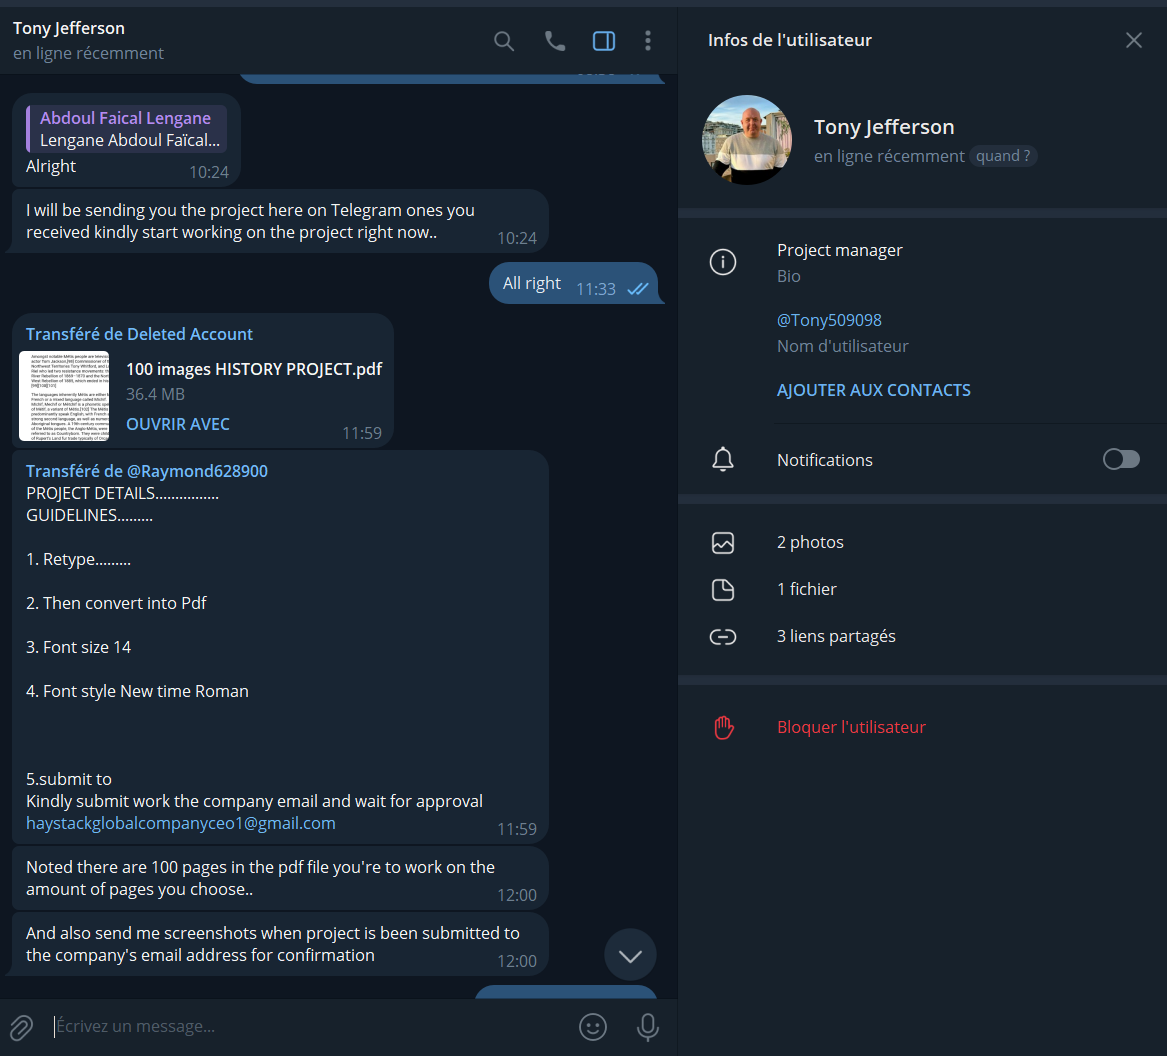 Tony Jefferson
en ligne récemment
Abdoul Faical Lengane
Lengane Abdoul Faïcal...
Alright
10:24
I will be sending you the project here on Telegram ones you
received kindly start working on the project right now..
10:24
All right
11:33
Transféré de Deleted Account
100 images HISTORY PROJECT.pdf
36.4 MB
OUVRIR AVEC
11:59
Transféré de @Raymond628900
PROJECT DETAILS................
GUIDELINES.........
1. Retype.........
2. Then convert into Pdf
3. Font size 14
4. Font style New time Roman
5.submit to
Kindly submit work the company email and wait for approval
haystackglobalcompanyceo1@gmail.com
11:59
Noted there are 100 pages in the pdf file you're to work on the
amount of pages you choose..
12:00
And also send me screenshots when project is been submitted to
the company's email address for confirmation
12:00
Écrivez un message...
Infos de l'utilisateur
Tony Jefferson
en ligne récemment quand ?
Project manager
Bio
@Tony509098
Nom d'utilisateur
AJOUTER AUX CONTACTS
Notifications
2 photos
1 fichier
3 liens partagés
Bloquer l'utilisateur